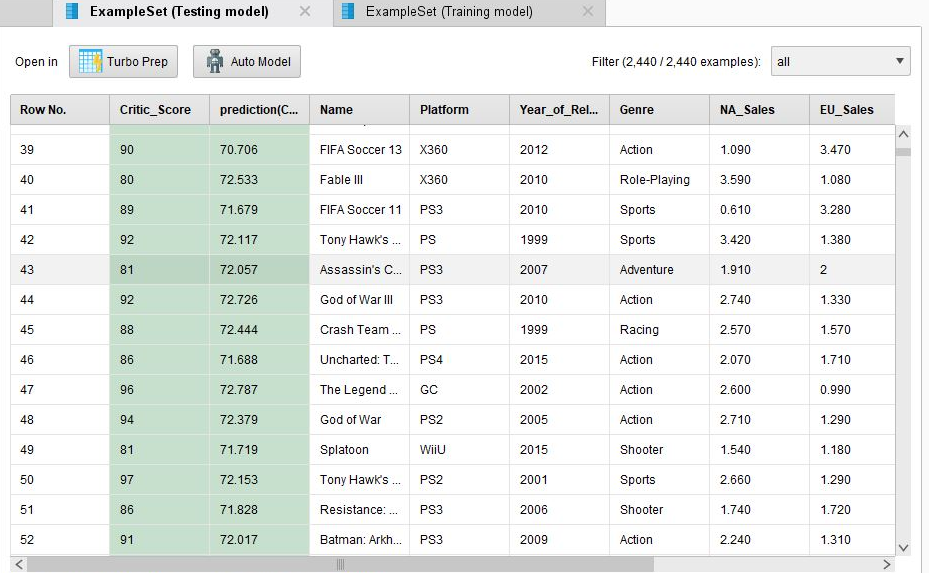 ExampleSet (Testing model) ExampleSet (Training model)
Open in Turbo Prep Auto Model Filter (2,440 / 2,440 examples): all
Row No. Critic_Score prediction(C... Name Platform Year_of_Rel... Genre NA_Sales EU_Sales
39 90 70.706 FIFA Soccer 13 X360 2012 Action 1.090 3.470
40 80 72.533 Fable III X360 2010 Role-Playing 3.590 1.080
41 89 71.679 FIFA Soccer 11 PS3 2010 Sports 0.610 3.280
42 92 72.117 Tony Hawk's ... PS 1999 Sports 3.420 1.380
43 81 72.057 Assassin's C... PS3 2007 Adventure 1.910 2
44 92 72.726 God of War III PS3 2010 Action 2.740 1.330
45 88 72.444 Crash Team ... PS 1999 Racing 2.570 1.570
46 86 71.688 Uncharted: T... PS4 2015 Action 2.070 1.710
47 96 72.787 The Legend ... GC 2002 Action 2.600 0.990
48 94 72.379 God of War PS2 2005 Action 2.710 1.290
49 81 71.719 Splatoon WiiU 2015 Shooter 1.540 1.180
50 97 72.153 Tony Hawk's ... PS2 2001 Sports 2.660 1.290
51 86 71.828 Resistance: ... PS3 2006 Shooter 1.740 1.720
52 91 72.017 Batman: Arkh... PS3 2009 Action 2.240 1.310